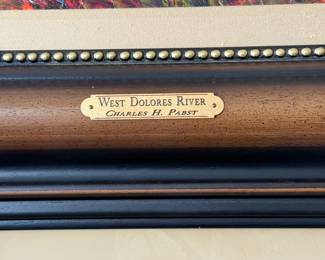 West Dolores River
Charles H. Pabst